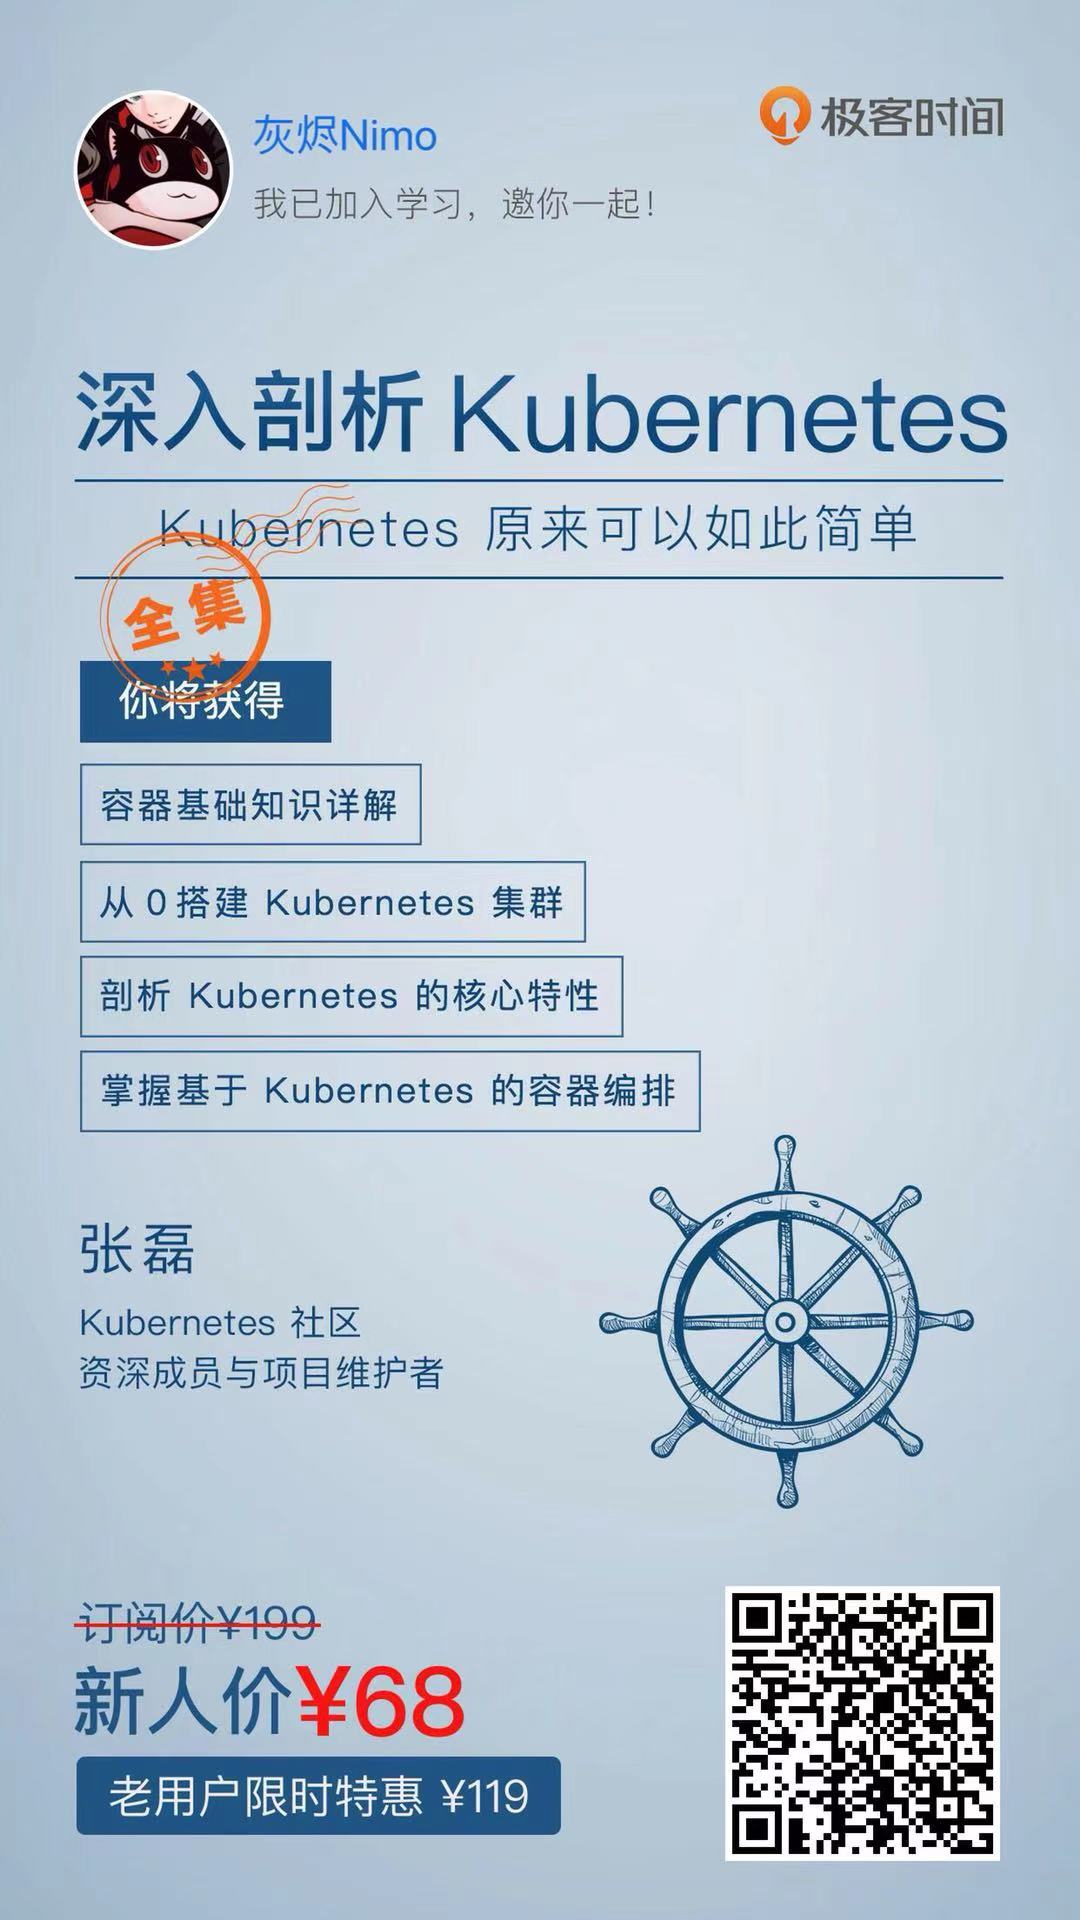 灰烬Nimo
极客时间
我已加入学习，邀你一起！
深入剖析 Kubernetes
Kubernetes 原来可以如此简单
全集
你将获得
容器基础知识详解
从 0 搭建 Kubernetes 集群
剖析 Kubernetes 的核心特性
掌握基于 Kubernetes 的容器编排
张磊
Kubernetes 社区
资深成员与项目维护者
订阅价¥199
新人价¥68
老用户限时特惠 ¥119